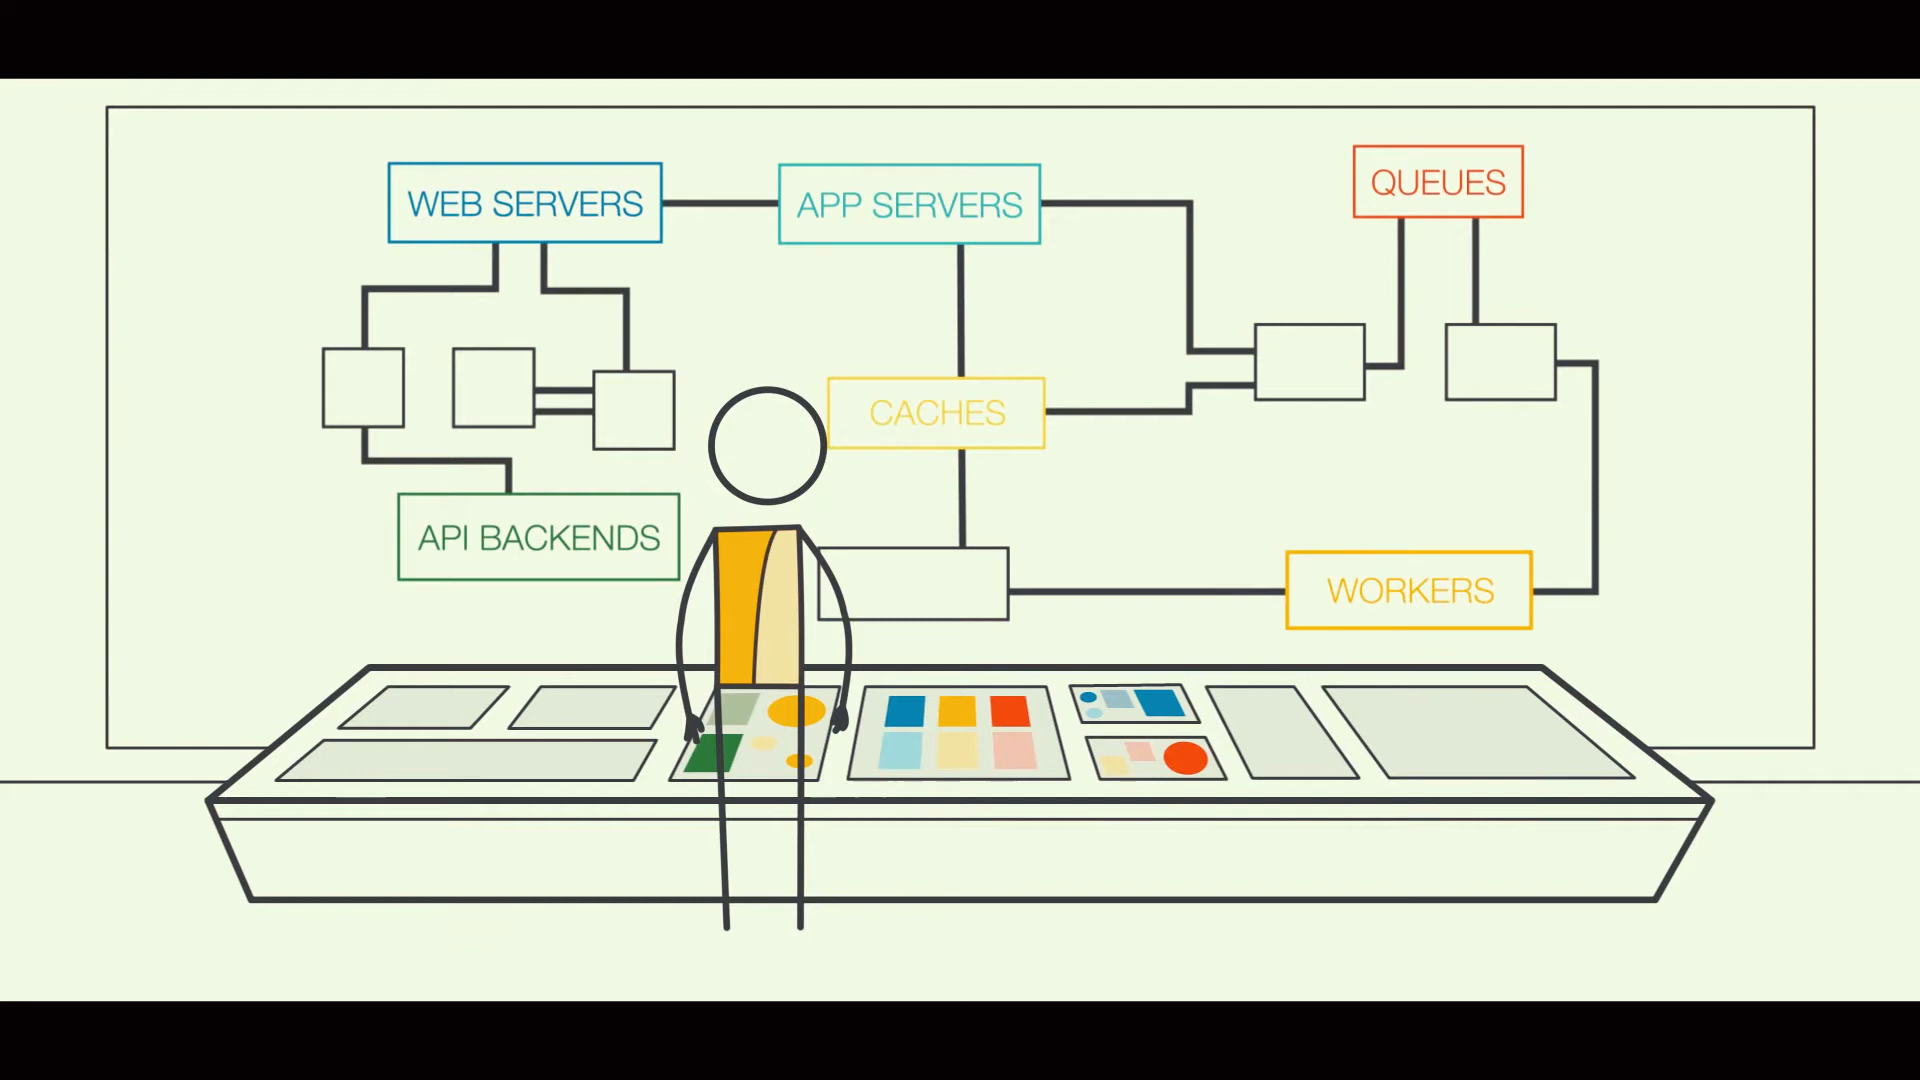 WEB SERVERS
APP SERVERS
QUEUES
CACHES
API BACKENDS
WORKERS